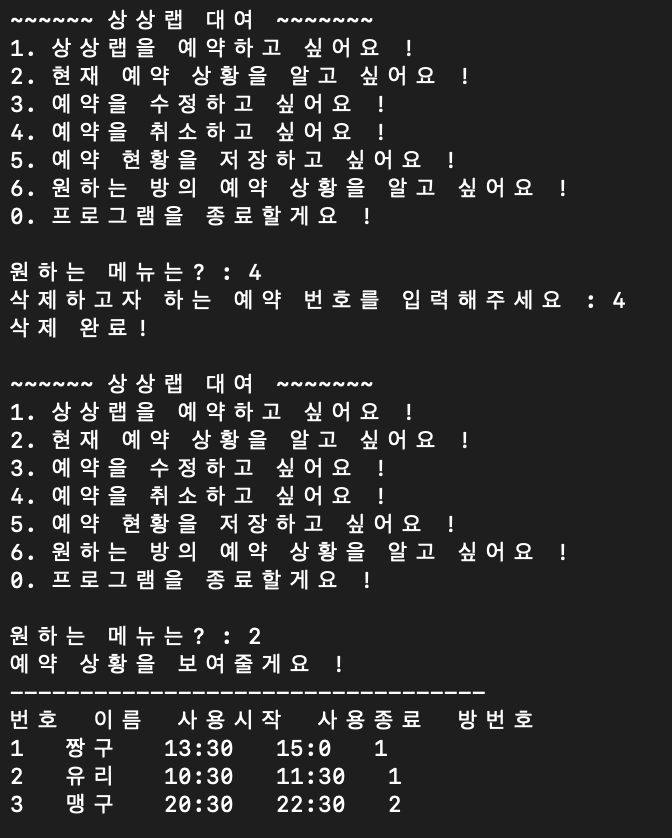 ~~~~~~ 상상랩 대여 ~~~~~~~
1. 상상랩을 예약하고 싶어요 !
2. 현재 예약 상황을 알고 싶어요 !
3. 예약을 수정하고 싶어요 !
4. 예약을 취소하고 싶어요 !
5. 예약 현황을 저장하고 싶어요 !
6. 원하는 방의 예약 상황을 알고 싶어요 !
0. 프로그램을 종료할게요 !
원하는 메뉴는? : 4
삭제하고자 하는 예약 번호를 입력해주세요 : 4
삭제 완료!
~~~~~~ 상상랩 대여 ~~~~~~~
1. 상상랩을 예약하고 싶어요 !
2. 현재 예약 상황을 알고 싶어요 !
3. 예약을 수정하고 싶어요 !
4. 예약을 취소하고 싶어요 !
5. 예약 현황을 저장하고 싶어요 !
6. 원하는 방의 예약 상황을 알고 싶어요 !
0. 프로그램을 종료할게요 !
원하는 메뉴는? : 2
예약 상황을 보여줄게요 !
----------------------------------
번호 이름 사용시작 사용종료 방번호
1 짱구 13:30 15:0 1
2 유리 10:30 11:30 1
3 맹구 20:30 22:30 2